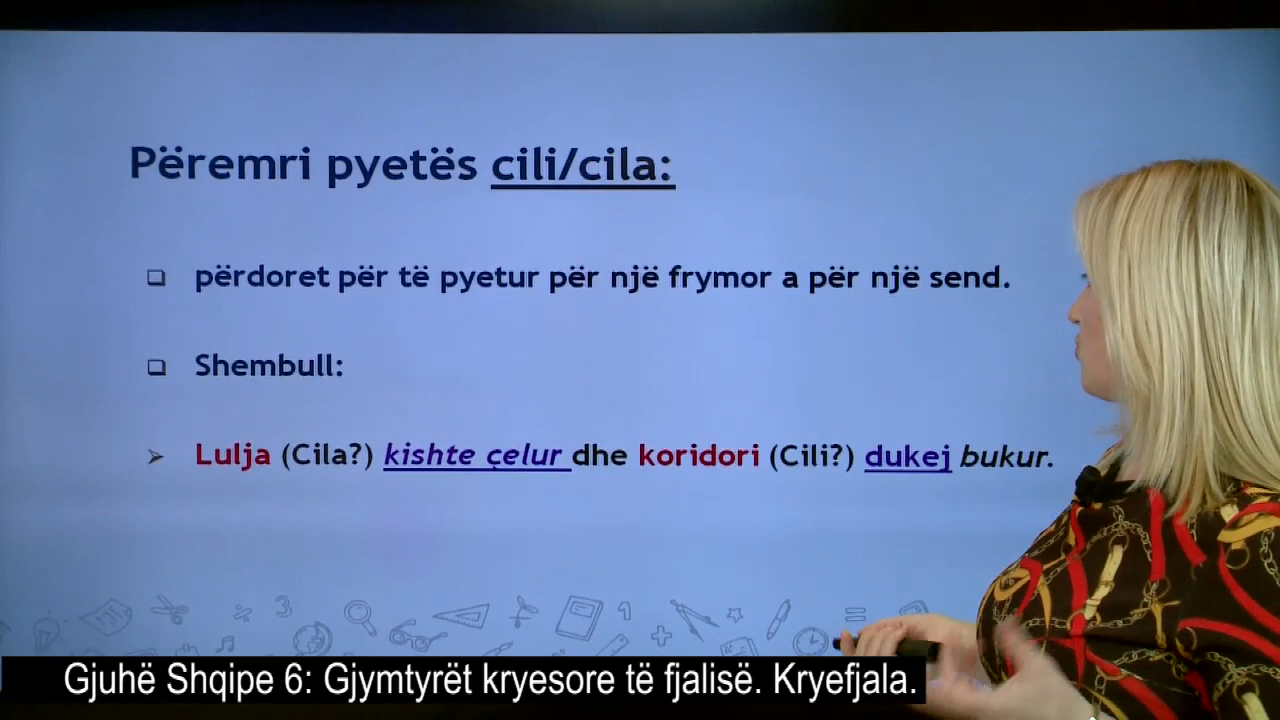 Përemri pyetës cili/cila:
përdoret për të pyetur për një frymor a për një send.
Shembull:
Lulja (Cila?) kishte çelur dhe koridori (Cili?) dukej bukur.
Gjuhë Shqipe 6: Gjymtyrët kryesore të fjalisë. Kryefjala.